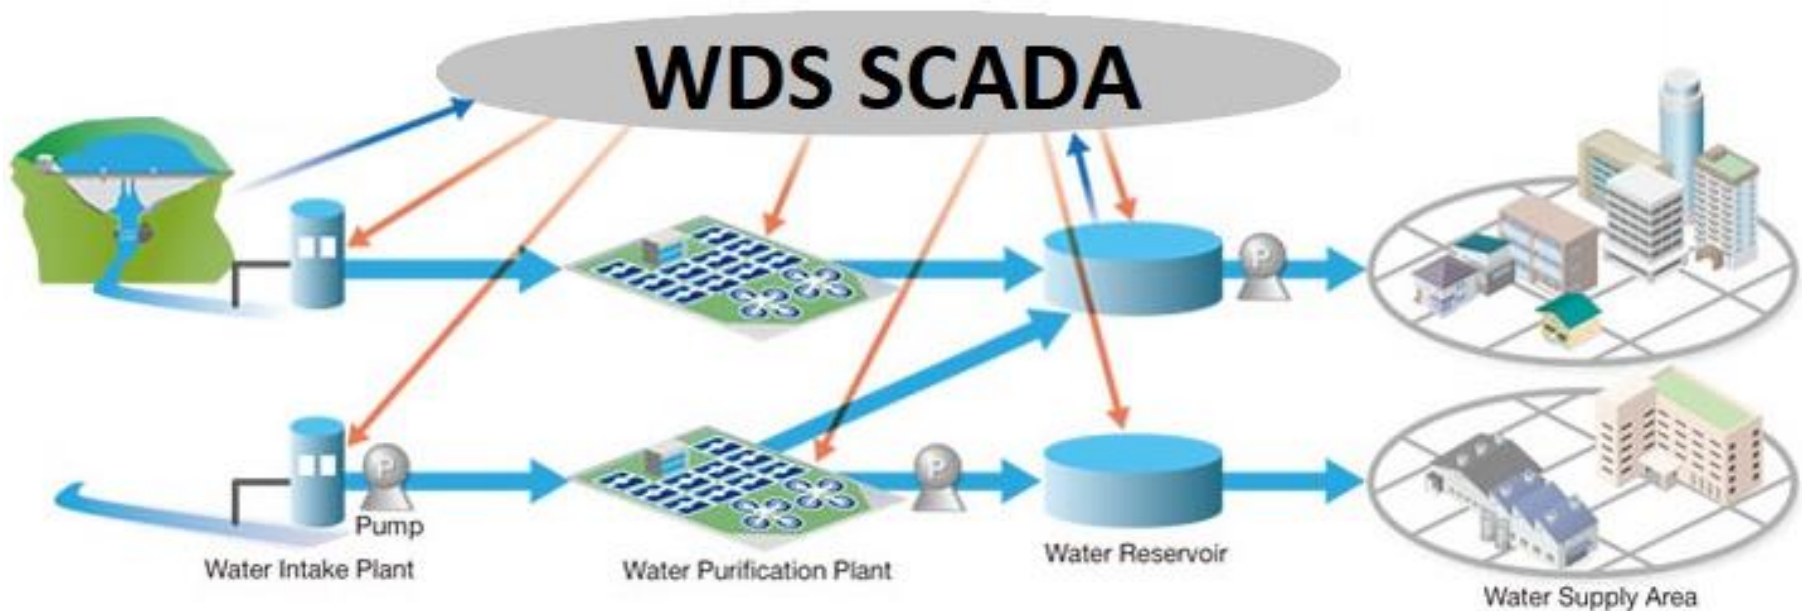 WDS SCADA
P
P
P
Pump
Water Intake Plant
Water Purification Plant
Water Reservoir
Water Supply Area